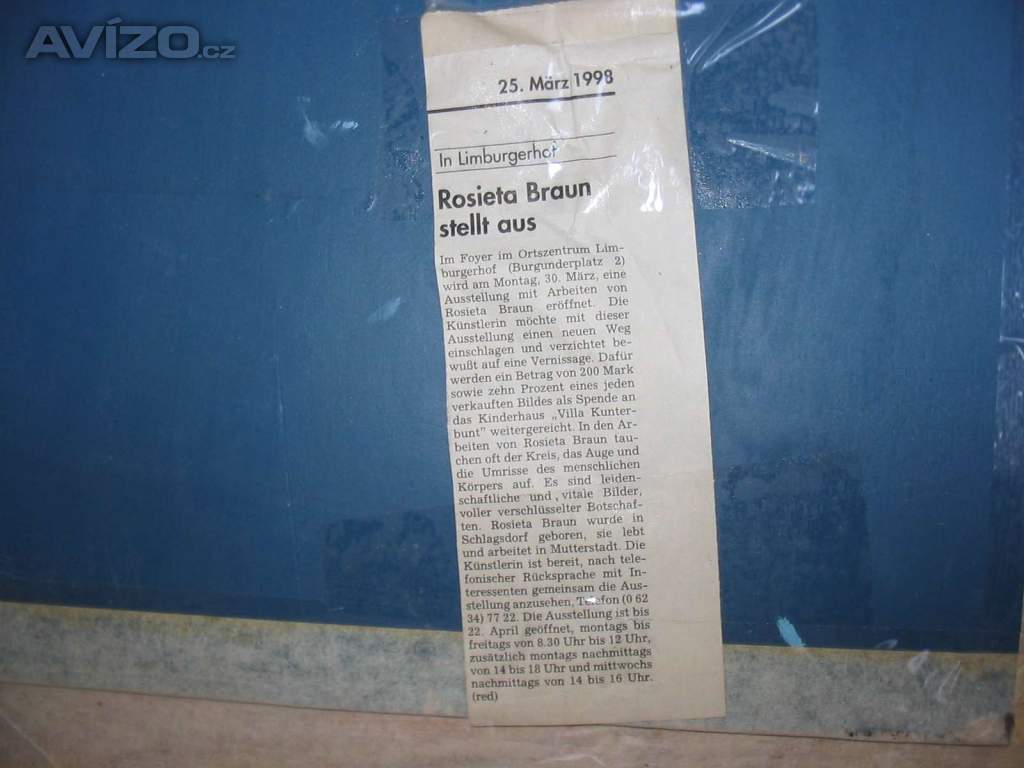 AVÍZO.cz
25. März 1998
In Limburgerhof
Rosieta Braun
stellt aus
Im Foyer im Ortszentrum Lim-
burgerhof (Burgunderplatz 2)
wird am Montag, 30. März, eine
Ausstellung mit Arbeiten von
Rosieta Braun eröffnet. Die
Künstlerin möchte mit dieser
Ausstellung einen neuen Weg
einschlagen und verzichtet be-
wußt auf eine Vernissage. Dafür
werden ein Betrag von 200 Mark
sowie zehn Prozent eines jeden
verkauften Bildes als Spende an
das Kinderhaus „Villa Kunter-
bunt" weitergereicht. In den Ar-
beiten von Rosieta Braun tau-
chen oft der Kreis, das Auge und
die Umrisse des menschlichen
Körpers auf. Es sind leiden-
schaftliche und vitale Bilder,
voller verschlüsselter Botschaf-
ten. Rosieta Braun wurde in
Schlagsdorf geboren, sie lebt
und arbeitet in Mutterstadt. Die
Künstlerin ist bereit, nach tele-
fonischer Rücksprache mit In-
teressenten gemeinsam die Aus-
stellung anzusehen, Telefon (0 62
34) 77 22. Die Ausstellung ist bis
22. April geöffnet, montags bis
freitags von 8.30 Uhr bis 12 Uhr,
zusätzlich montags nachmittags
von 14 bis 18 Uhr und mittwochs
nachmittags von 14 bis 16 Uhr.
(red)